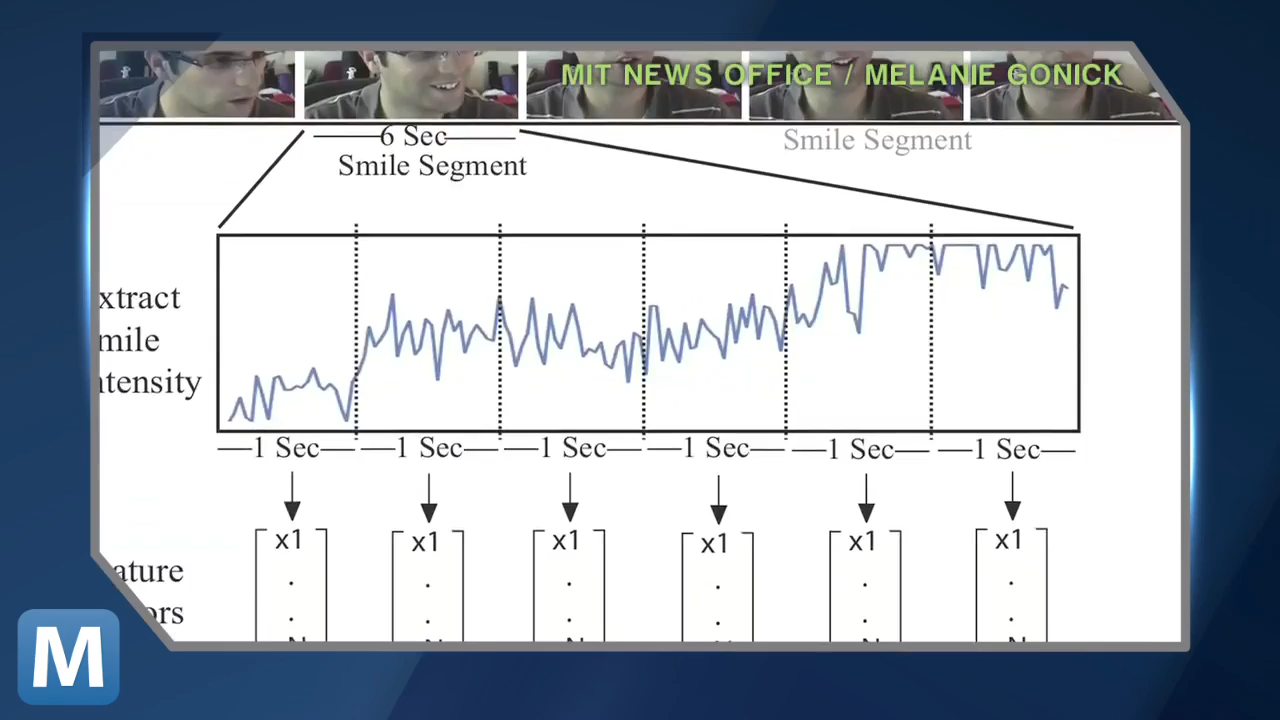 MIT NEWS OFFICE / MELANIE GONICK
6 Sec
Smile Segment
Smile Segment
xtract
mile
ntensity
1 Sec 1 Sec 1 Sec 1 Sec 1 Sec 1 Sec
x1 x1 x1 x1 x1 x1
ature
ors
M